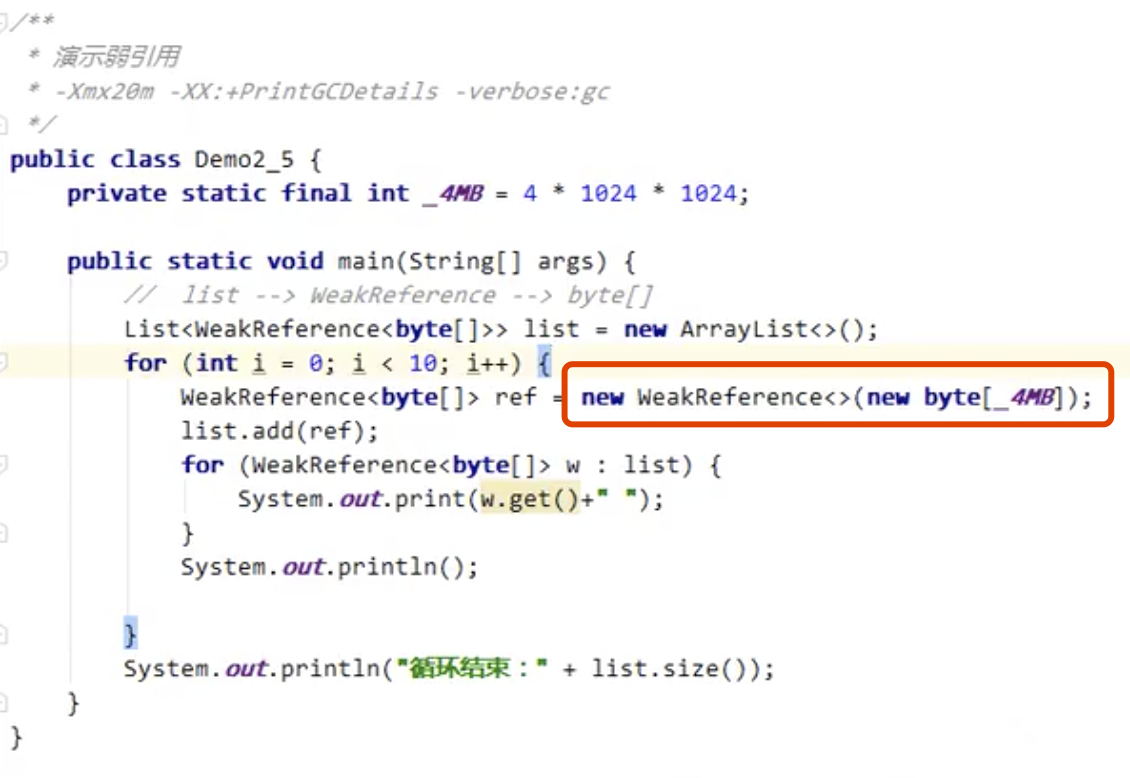 /**
 * 演示弱引用
 * -Xmx20m -XX:+PrintGCDetails -verbose:gc
 */
public class Demo2_5 {
    private static final int _4MB = 4 * 1024 * 1024;
    public static void main(String[] args) {
        //  list --> WeakReference --> byte[]
        List<WeakReference<byte[]>> list = new ArrayList<>();
        for (int i = 0; i < 10; i++) {
            WeakReference<byte[]> ref = new WeakReference<>(new byte[_4MB]);
            list.add(ref);
            for (WeakReference<byte[]> w : list) {
                System.out.print(w.get()+" ");
            }
            System.out.println();
        }
        System.out.println("循环结束：" + list.size());
    }
}